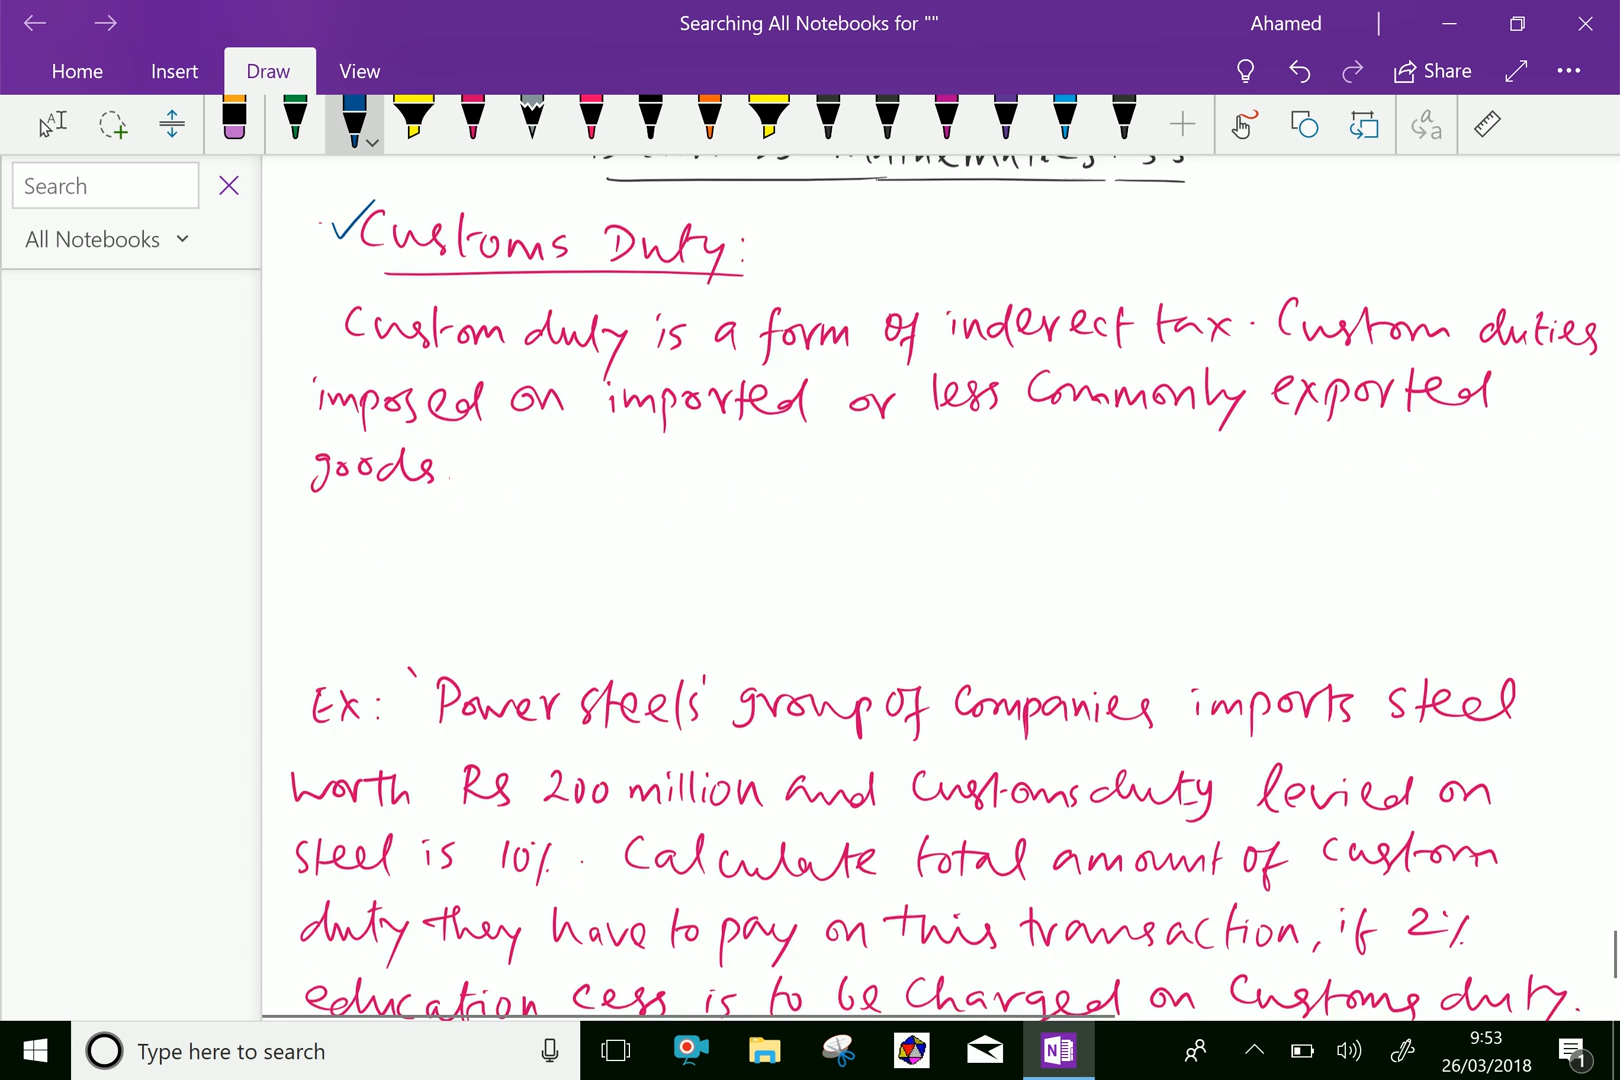 Searching All Notebooks for ""
Ahamed
Home Insert Draw View
Share
Search
All Notebooks
Mathematics
Customs Duty:
Custom duty is a form of inderect tax. Custom duties
imposed on imported or less commonly exported
goods.
Ex: 'Power steels' group of companies imports steel
worth Rs 200 million and customs duty levied on
steel is 10%. Calculate total amount of custom
duty they have to pay on this transaction, if 2%
education cess is to be charged on customs duty.
Type here to search
9:53
26/03/2018
1